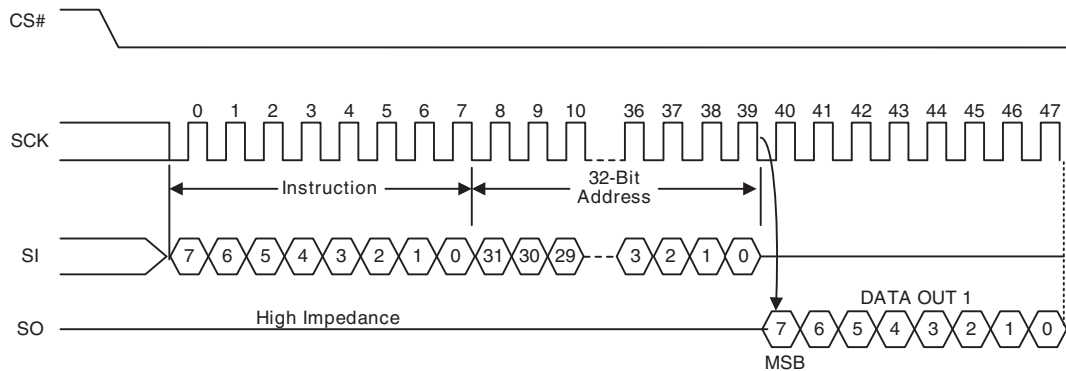 CS#
0 1 2 3 4 5 6 7 8 9 10 36 37 38 39 40 41 42 43 44 45 46 47
SCK
Instruction
32-Bit
Address
SI
7 6 5 4 3 2 1 0 31 30 29 3 2 1 0
DATA OUT 1
High Impedance
SO
7 6 5 4 3 2 1 0
MSB